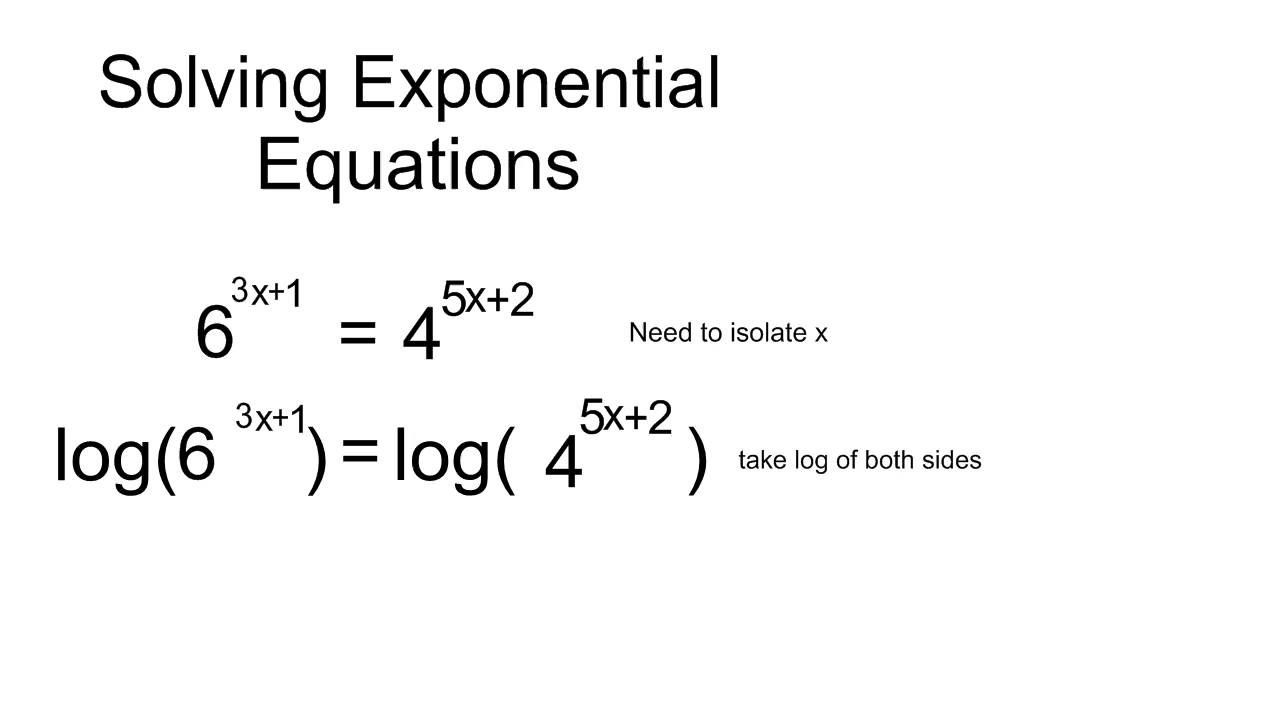 Solving Exponential
Equations
6^{3x+1} = 4^{5x+2} Need to isolate x
log(6^{3x+1}) = log(4^{5x+2}) take log of both sides